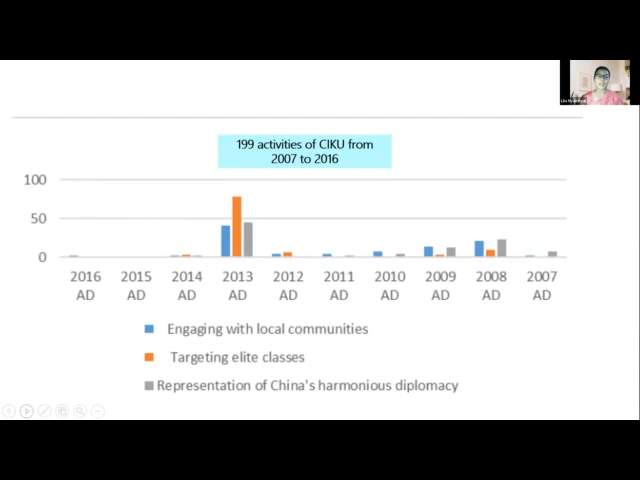 199 activities of CIKU from
2007 to 2016
100
50
0
2016 2015 2014 2013 2012 2011 2010 2009 2008 2007
AD AD AD AD AD AD AD AD AD AD
Engaging with local communities
Targeting elite classes
Representation of China's harmonious diplomacy